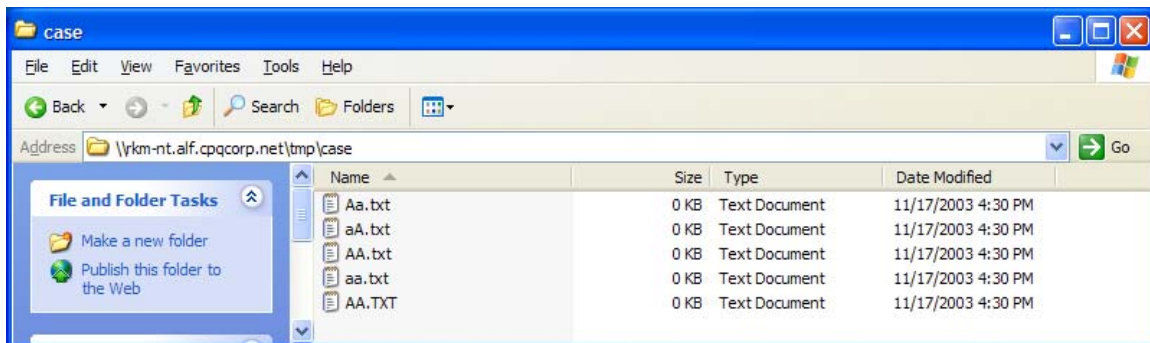 case
File Edit View Favorites Tools Help
Back Search Folders
Address \\rkm-nt.alf.cpqcorp.net\tmp\case Go
File and Folder Tasks
Make a new folder
Publish this folder to
the Web
Name Size Type Date Modified
Aa.txt 0 KB Text Document 11/17/2003 4:30 PM
aA.txt 0 KB Text Document 11/17/2003 4:30 PM
AA.txt 0 KB Text Document 11/17/2003 4:30 PM
aa.txt 0 KB Text Document 11/17/2003 4:30 PM
AA.TXT 0 KB Text Document 11/17/2003 4:30 PM